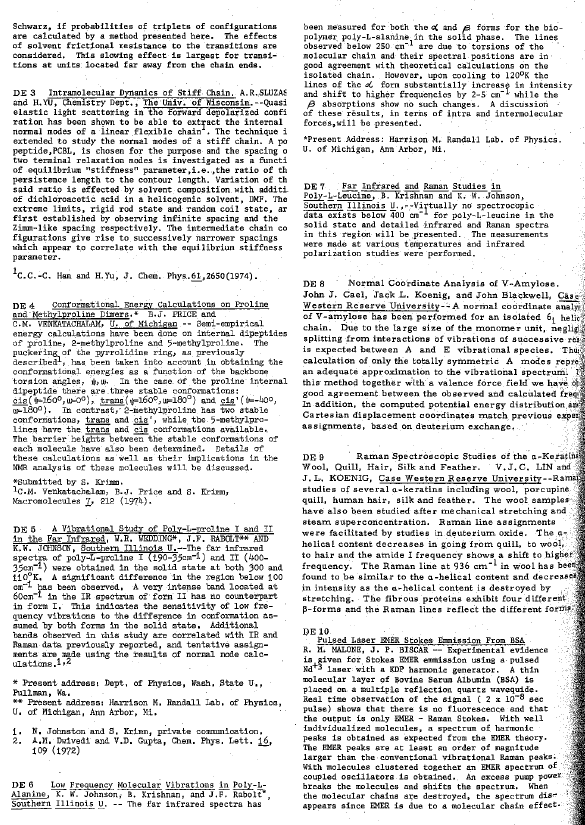 Schwarz, if probabilities of triplets of configurations
are calculated by a method presented here. The effects
of solvent frictional resistance to the transitions are
considered. This slowing effect is largest for transi-
tions at units located far away from the chain ends.
DE 3 Intramolecular Dynamics of Stiff Chain. A.R.SLUZAS
and H.YU, Chemistry Dept., The Univ. of Wisconsin.--Quasi
elastic light scattering in the forward depolarized confi
ration has been shown to be able to extract the internal
normal modes of a linear flexible chain1. The technique i
extended to study the normal modes of a stiff chain. A po
peptide,PCBL, is chosen for the purpose and the spacing o
two terminal relaxation modes is investigated as a functi
of equilibrium "stiffness" parameter,i.e.,the ratio of th
persistence length to the contour length. Variation of th
said ratio is effected by solvent composition with additi
of dichloroacetic acid in a helicogenic solvent, DMF. The
extreme limits, rigid rod state and random coil state, ar
first established by observing infinite spacing and the
Zimm-like spacing respectively. The intermediate chain co
figurations give rise to successively narrower spacings
which appear to correlate with the equilibrium stiffness
parameter.
1C.C.-C. Han and H.Yu, J. Chem. Phys.61,2650(1974).
DE 4 Conformational Energy Calculations on Proline
and Methylproline Dimers.* B.J. PRICE and
C.M. VENKATACHALAM, U. of Michigan -- Semi-empirical
energy calculations have been done on internal dipeptides
of proline, 2-methylproline and 5-methylproline. The
puckering of the pyrrolidine ring, as previously
described1, has been taken into account in obtaining the
conformational energies as a function of the backbone
torsion angles, φ,ω. In the case of the proline internal
dipeptide there are three stable conformations:
cis (φ=160°,ω=0°), trans (φ=160°,ω=180°) and cis' (φ=-40°,
ω=180°). In contrast, 2-methylproline has two stable
conformations, trans and cis', while the 5-methylpro-
lines have the trans and cis conformations available.
The barrier heights between the stable conformations of
each molecule have also been determined. Details of
these calculations as well as their implications in the
NMR analysis of these molecules will be discussed.
*Submitted by S. Krimm.
1C.M. Venkatachalam, B.J. Price and S. Krimm,
Macromolecules 7, 212 (1974).
DE 5 A Vibrational Study of Poly-L-proline I and II
in the Far Infrared, W.R. WEDDING*, J.F. RABOLT** AND
K.W. JOHNSON, Southern Illinois U.--The far infrared
spectra of poly-L-proline I (190-35cm-1) and II (400-
35cm-1) were obtained in the solid state at both 300 and
110°K. A significant difference in the region below 100
cm-1 has been observed. A very intense band located at
60cm-1 in the IR spectrum of form II has no counterpart
in form I. This indicates the sensitivity of low fre-
quency vibrations to the difference in conformation as-
sumed by both forms in the solid state. Additional
bands observed in this study are correlated with IR and
Raman data previously reported, and tentative assign-
ments are made using the results of normal node calc-
ulations.1,2
* Present address: Dept. of Physics, Wash, State U.,
Pullman, Wa.
** Present address: Harrison M. Randall Lab. of Physics,
U. of Michigan, Ann Arbor, Mi.
1. N. Johnston and S. Krimm, private communication.
2. A.M. Dwivedi and V.D. Gupta, Chem. Phys. Lett. 16,
109 (1972)
DE 6 Low Frequency Molecular Vibrations in Poly-L-
Alanine, K. W. Johnson, B. Krishnan, and J.F. Rabolt*,
Southern Illinois U. -- The far infrared spectra has
been measured for both the α and β forms for the bio-
polymer poly-L-alanine in the solid phase. The lines
observed below 250 cm-1 are due to torsions of the
molecular chain and their spectral positions are in
good agreement with theoretical calculations on the
isolated chain. However, upon cooling to 120°K the
lines of the α form substantially increase in intensity
and shift to higher frequencies by 2-5 cm-1 while the
β absorptions show no such changes. A discussion
of these results, in terms of intra and intermolecular
forces,will be presented.
*Present Address: Harrison M. Randall Lab. of Physics.
U. of Michigan, Ann Arbor, Mi.
DE 7 Far Infrared and Raman Studies in
Poly-L-Leucine, B. Krishnan and K. W. Johnson,
Southern Illinois U.,--Virtually no spectroscopic
data exists below 400 cm-1 for poly-L-leucine in the
solid state and detailed infrared and Raman spectra
in this region will be presented. The measurements
were made at various temperatures and infrared
polarization studies were performed.
DE 8 Normal Coordinate Analysis of V-Amylose.
John J. Cael, Jack L. Koenig, and John Blackwell, Case
Western Reserve University--A normal coordinate analy
of V-amylose has been performed for an isolated 61 helic
chain. Due to the large size of the monomer unit, neglig
splitting from interactions of vibrations of successive re
is expected between A and E vibrational species. Thu
calculation of only the totally symmetric A modes repre
an adequate approximation to the vibrational spectrum.
this method together with a valence force field we have o
good agreement between the observed and calculated freq
In addition, the computed potential energy distribution an
Cartesian displacement coordinates match previous exper
assignments, based on deuterium exchange.
DE 9 Raman Spectroscopic Studies of the α-Keratins
Wool, Quill, Hair, Silk and Feather. V.J.C. LIN and
J. L. KOENIG, Case Western Reserve University--Raman
studies of several α-keratins including wool, porcupine
quill, human hair, silk and feather. The wool samples
have also been studied after mechanical stretching and
steam superconcentration. Raman line assignments
were facilitated by studies in deuterium oxide. The α-
helical content decreases in going from quill, to wool,
to hair and the amide I frequency shows a shift to higher
frequency. The Raman line at 936 cm-1 in wool has been
found to be similar to the α-helical content and decreases
in intensity as the α-helical content is destroyed by
stretching. The fibrous proteins exhibit four different
β-forms and the Raman lines reflect the different forms.
DE 10
Pulsed Laser EMER Stokes Emmission From BSA
R. M. MALONE, J. P. BISCAR -- Experimental evidence
is given for Stokes emmission using a pulsed
Nd+3 laser with a KDP harmonic generator. A thin
molecular layer of Bovine Serum Albumin (BSA) is
placed on a multiple reflection quartz waveguide.
Real time observation of the signal ( 2 x 10-8 sec
pulse) shows that there is no fluorescence and that
the output is only EMER - Raman Stokes. With well
individualized molecules, a spectrum of harmonic
peaks is obtained as expected from the EMER theory.
The EMER peaks are at least an order of magnitude
larger than the conventional vibrational Raman peaks.
With molecules clustered together an EMER spectrum of
coupled oscillators is obtained. An excess pump power
breaks the molecules and shifts the spectrum. When
the molecular chains are destroyed, the spectrum dis-
appears since EMER is due to a molecular chain effect.